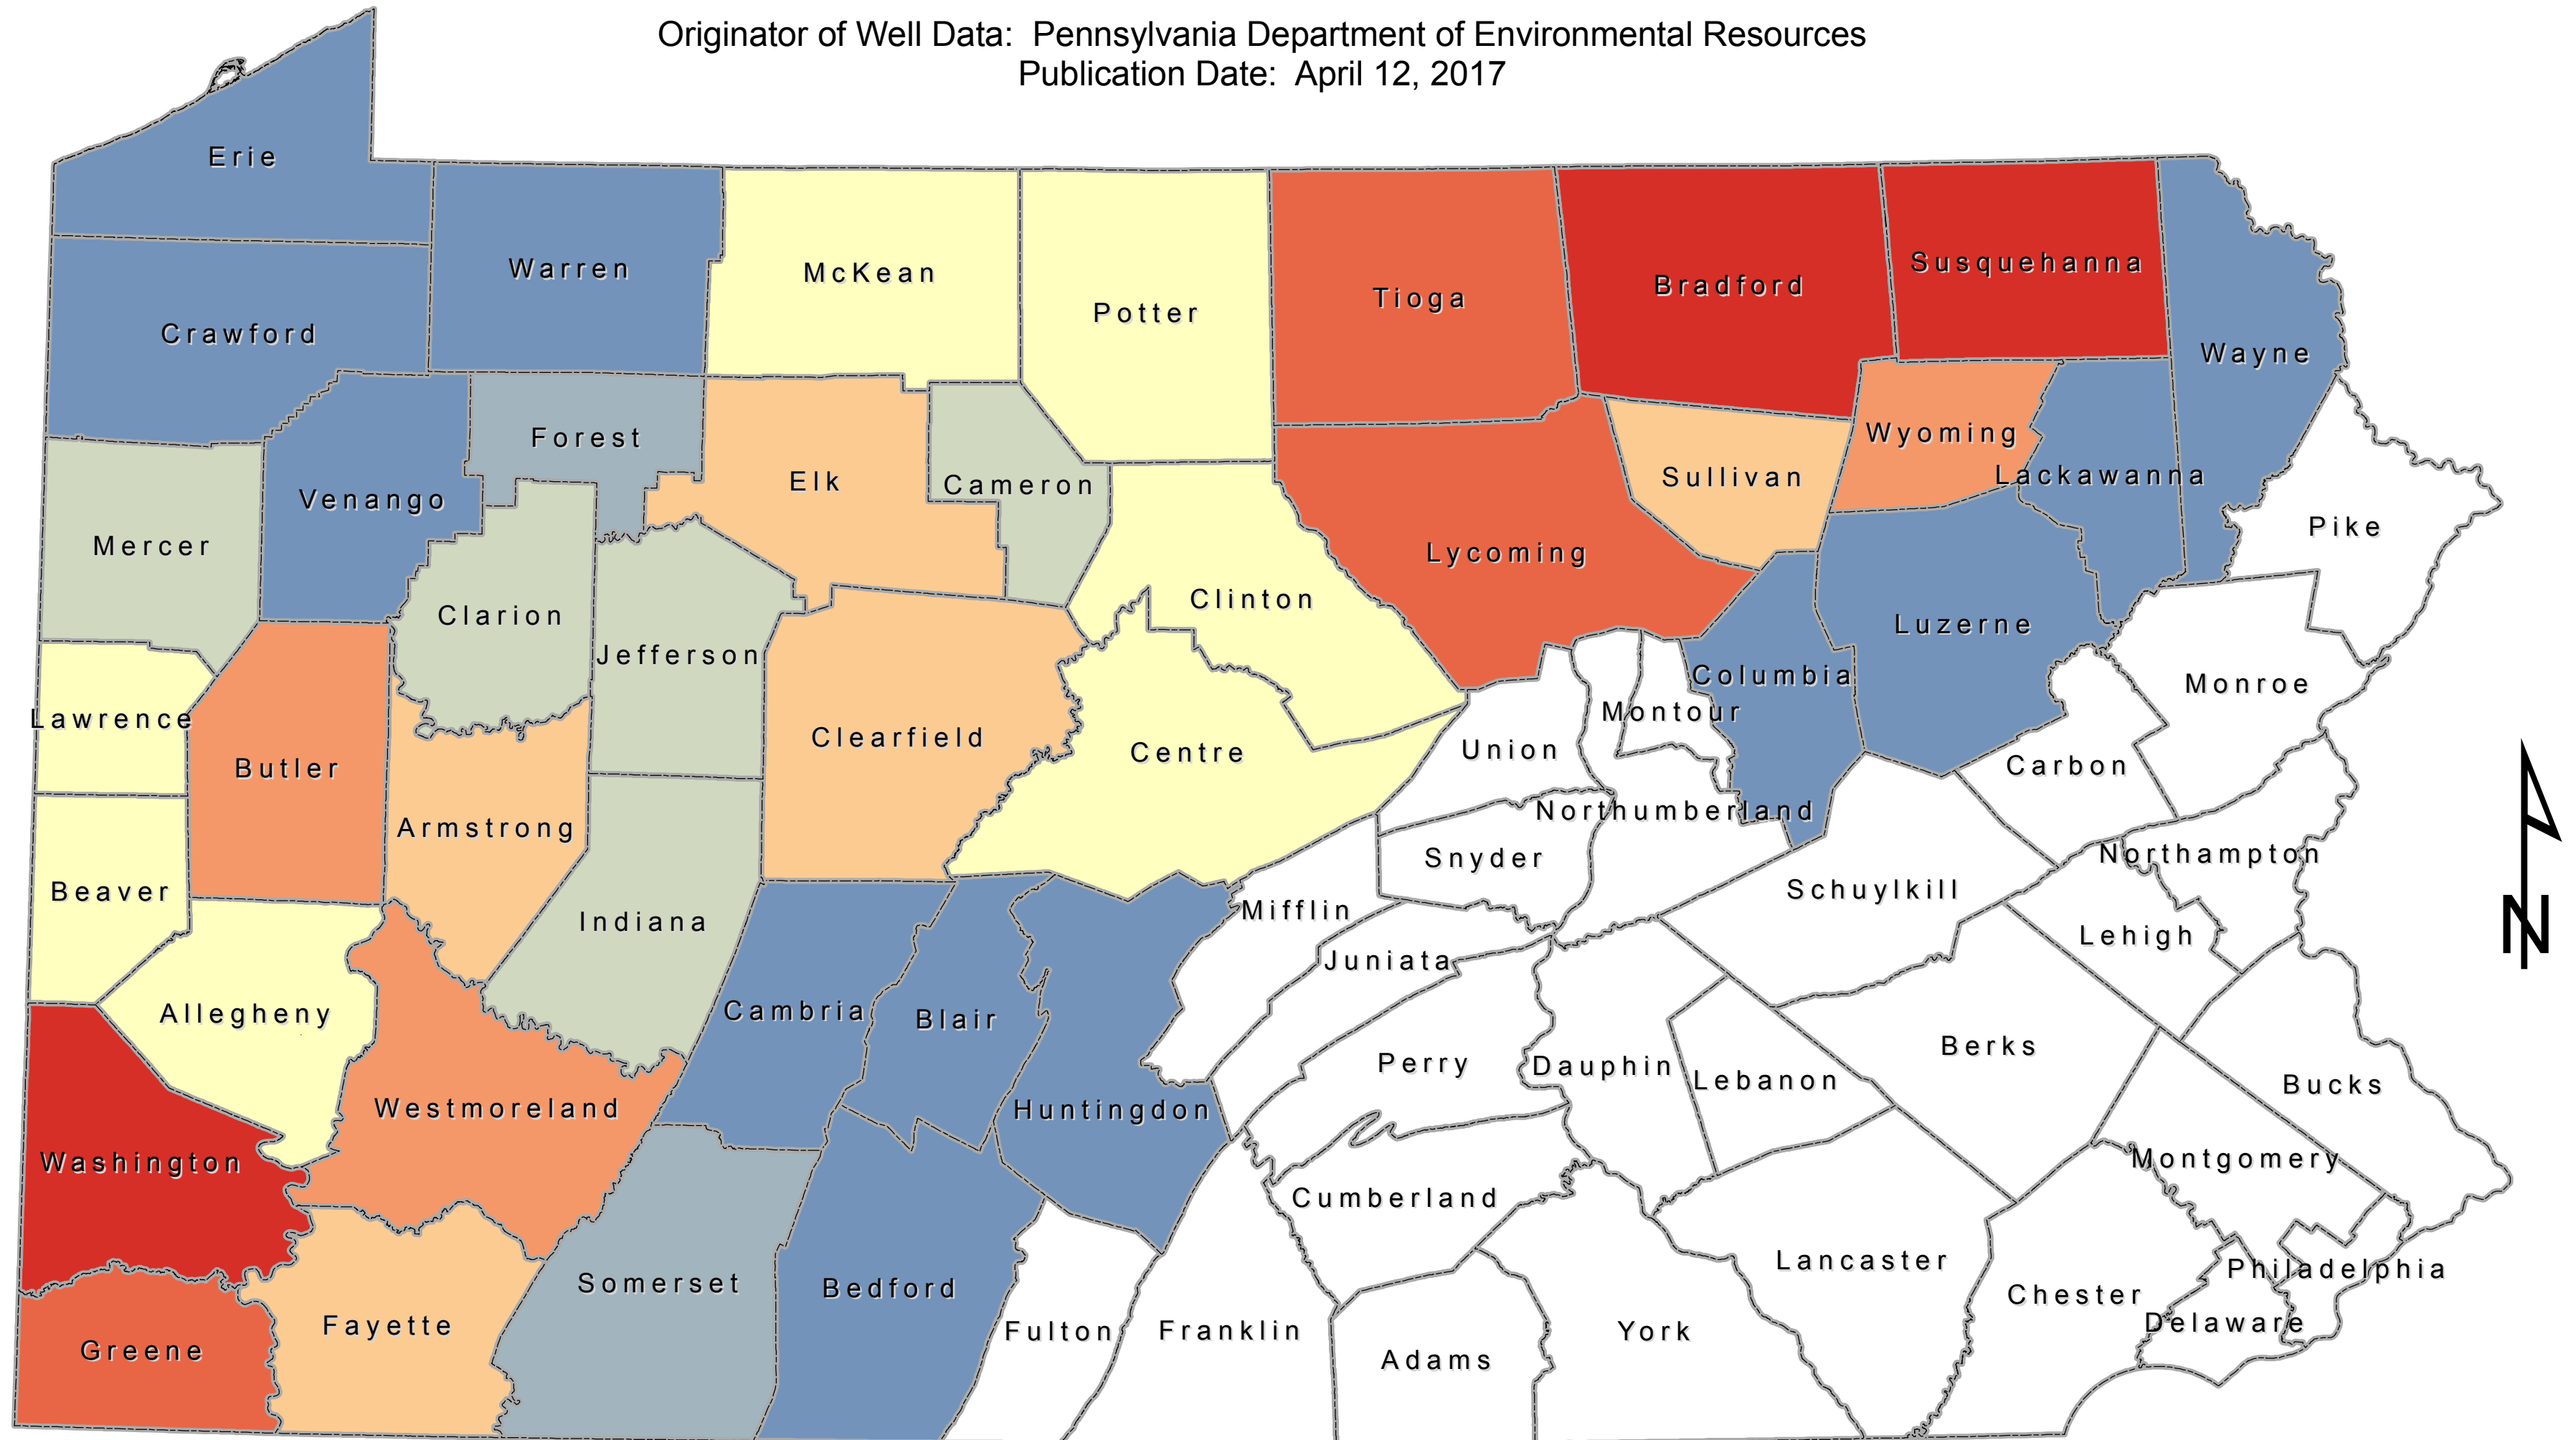 Originator of Well Data:  Pennsylvania Department of Environmental Resources
Publication Date:  April 12, 2017
Erie
Warren
McKean
Potter
Tioga
Bradford
Susquehanna
Crawford
Wayne
Forest
Elk
Cameron
Sullivan
Wyoming
Lackawanna
Venango
Mercer
Lycoming
Pike
Clarion
Clinton
Luzerne
Jefferson
Columbia
Monroe
Lawrence
Montour
Clearfield
Centre
Union
Carbon
Butler
Northumberland
Armstrong
Snyder
Northampton
Beaver
Schuylkill
Indiana
Mifflin
Lehigh
N
Juniata
Allegheny
Cambria
Blair
Berks
Perry
Dauphin
Lebanon
Bucks
Westmoreland
Huntingdon
Washington
Montgomery
Cumberland
Lancaster
Philadelphia
Somerset
Bedford
Chester
Fayette
Delaware
Fulton
Franklin
York
Greene
Adams